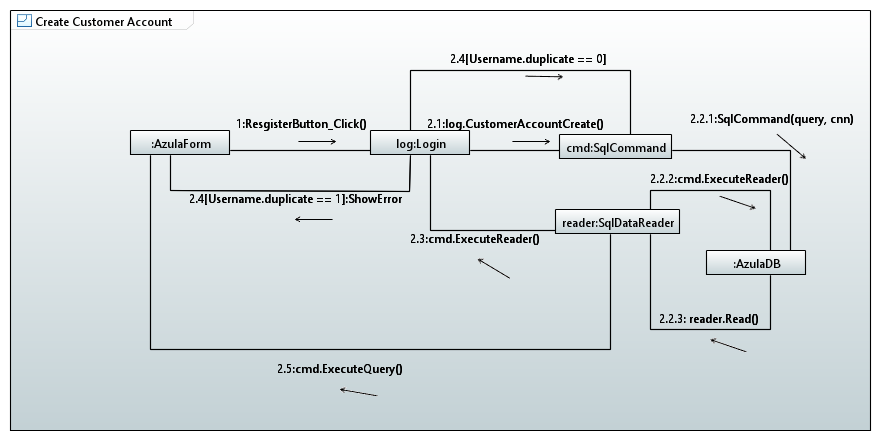 Create Customer Account
2.4[Username.duplicate == 0]
1:ResgisterButton_Click()
2.1:log.CustomerAccountCreate()
2.2.1:SqlCommand(query, cnn)
:AzulaForm
log:Login
cmd:SqlCommand
2.2.2:cmd.ExecuteReader()
2.4[Username.duplicate == 1]:ShowError
reader:SqlDataReader
2.3:cmd.ExecuteReader()
:AzulaDB
2.2.3: reader.Read()
2.5:cmd.ExecuteQuery()